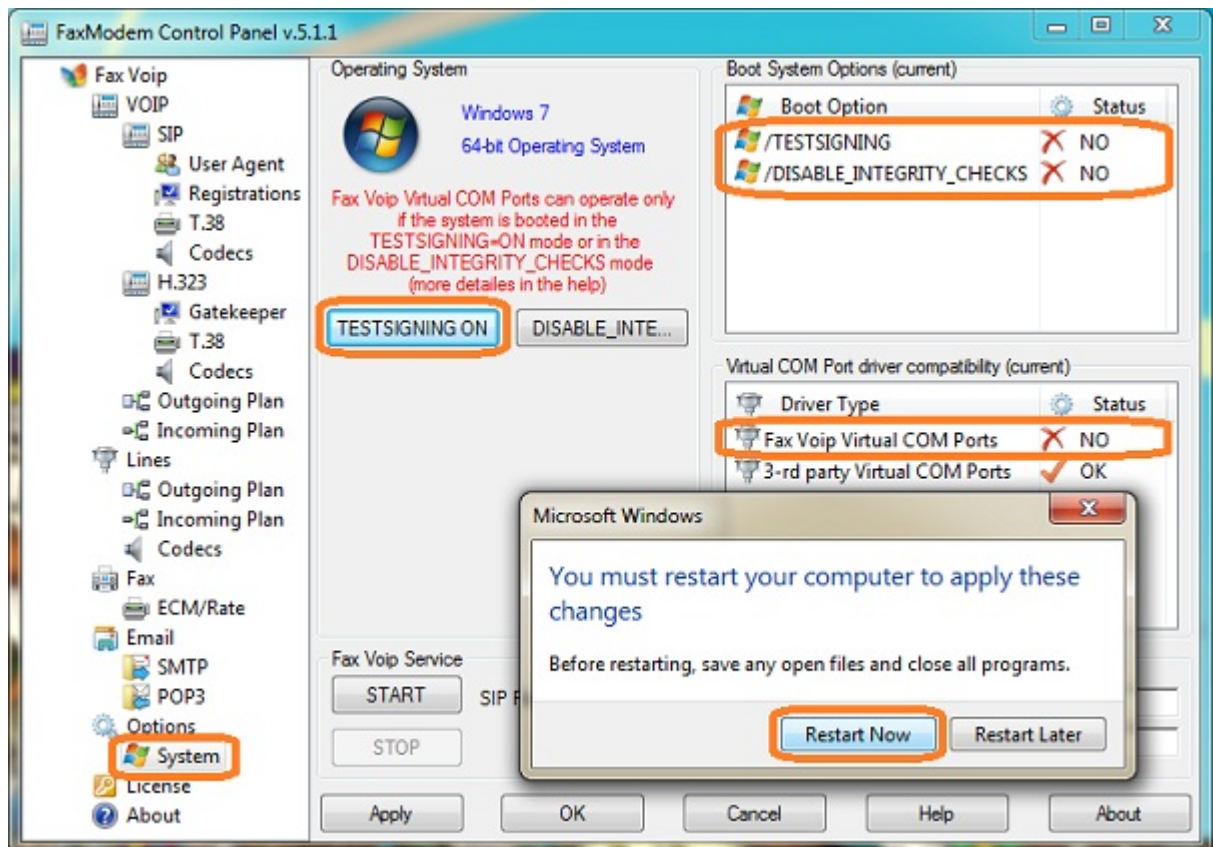 FaxModem Control Panel v.5.1.1
Fax Voip
VOIP
SIP
User Agent
Registrations
T.38
Codecs
H.323
Gatekeeper
T.38
Codecs
Outgoing Plan
Incoming Plan
Lines
Outgoing Plan
Incoming Plan
Codecs
Fax
ECM/Rate
Email
SMTP
POP3
Options
System
License
About
Operating System
Windows 7
64-bit Operating System
Fax Voip Virtual COM Ports can operate only
if the system is booted in the
TESTSIGNING=ON mode or in the
DISABLE_INTEGRITY_CHECKS mode
(more detailes in the help)
TESTSIGNING ON
DISABLE_INTE...
Boot System Options (current)
Boot Option Status
/TESTSIGNING NO
/DISABLE_INTEGRITY_CHECKS NO
Virtual COM Port driver compatibility (current)
Driver Type Status
Fax Voip Virtual COM Ports NO
3-rd party Virtual COM Ports OK
Microsoft Windows
You must restart your computer to apply these
changes
Before restarting, save any open files and close all programs.
Restart Now
Restart Later
Fax Voip Service
START
SIP
STOP
Apply
OK
Cancel
Help
About